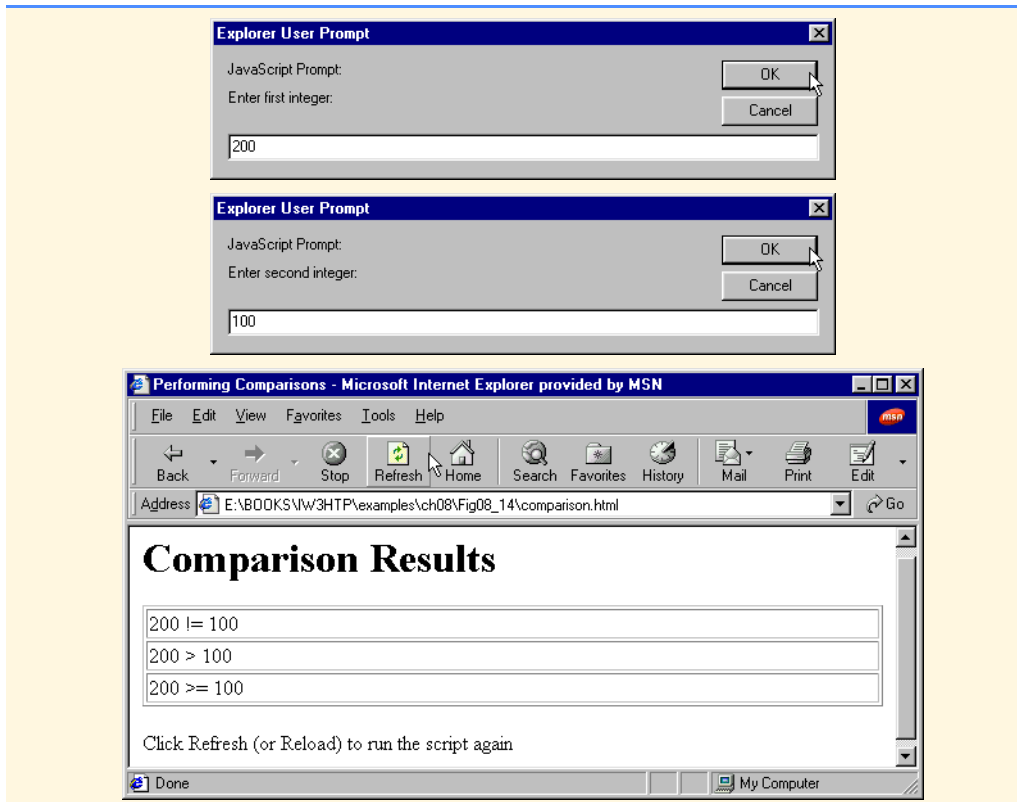 Explorer User Prompt
JavaScript Prompt:
Enter first integer:
OK
Cancel
200
Explorer User Prompt
JavaScript Prompt:
Enter second integer:
OK
Cancel
100
Performing Comparisons - Microsoft Internet Explorer provided by MSN
File Edit View Favorites Tools Help
msn
Back Forward Stop Refresh Home Search Favorites History Mail Print Edit
Address E:\BOOKS\IW3HTP\examples\ch08\Fig08_14\comparison.html Go
Comparison Results
200 != 100
200 > 100
200 >= 100
Click Refresh (or Reload) to run the script again
Done My Computer